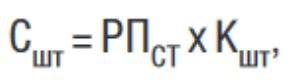 Сшт = РПСТ х Кшт,